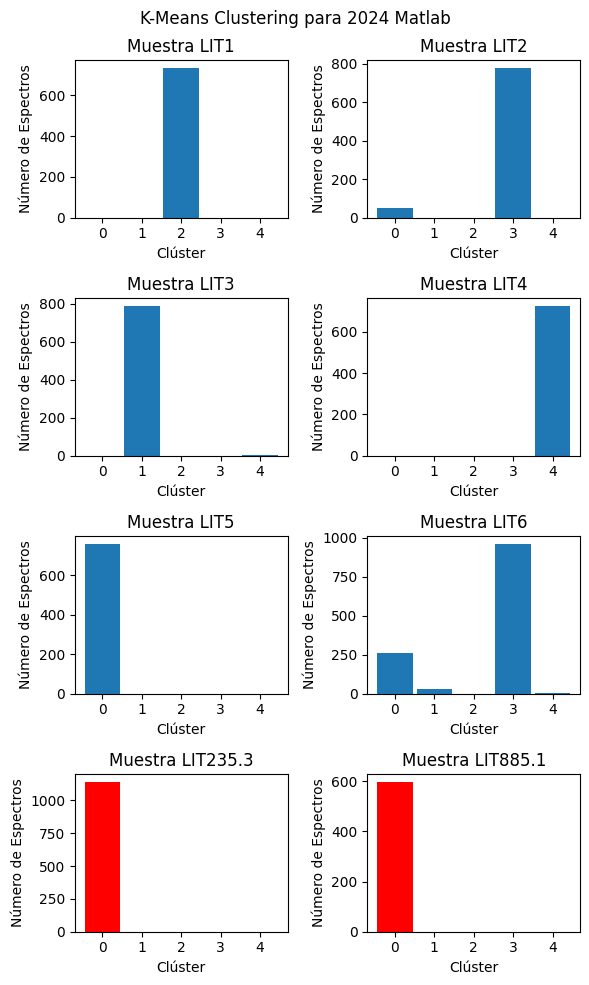 K-Means Clustering para 2024 Matlab
Muestra LIT1
Número de Espectros
600
400
200
0
0 1 2 3 4
Clúster
Muestra LIT2
Número de Espectros
800
600
400
200
0
0 1 2 3 4
Clúster
Muestra LIT3
Número de Espectros
800
600
400
200
0
0 1 2 3 4
Clúster
Muestra LIT4
Número de Espectros
600
400
200
0
0 1 2 3 4
Clúster
Muestra LIT5
Número de Espectros
600
400
200
0
0 1 2 3 4
Clúster
Muestra LIT6
Número de Espectros
1000
750
500
250
0
0 1 2 3 4
Clúster
Muestra LIT235.3
Número de Espectros
1000
750
500
250
0
0 1 2 3 4
Clúster
Muestra LIT885.1
Número de Espectros
600
400
200
0
0 1 2 3 4
Clúster